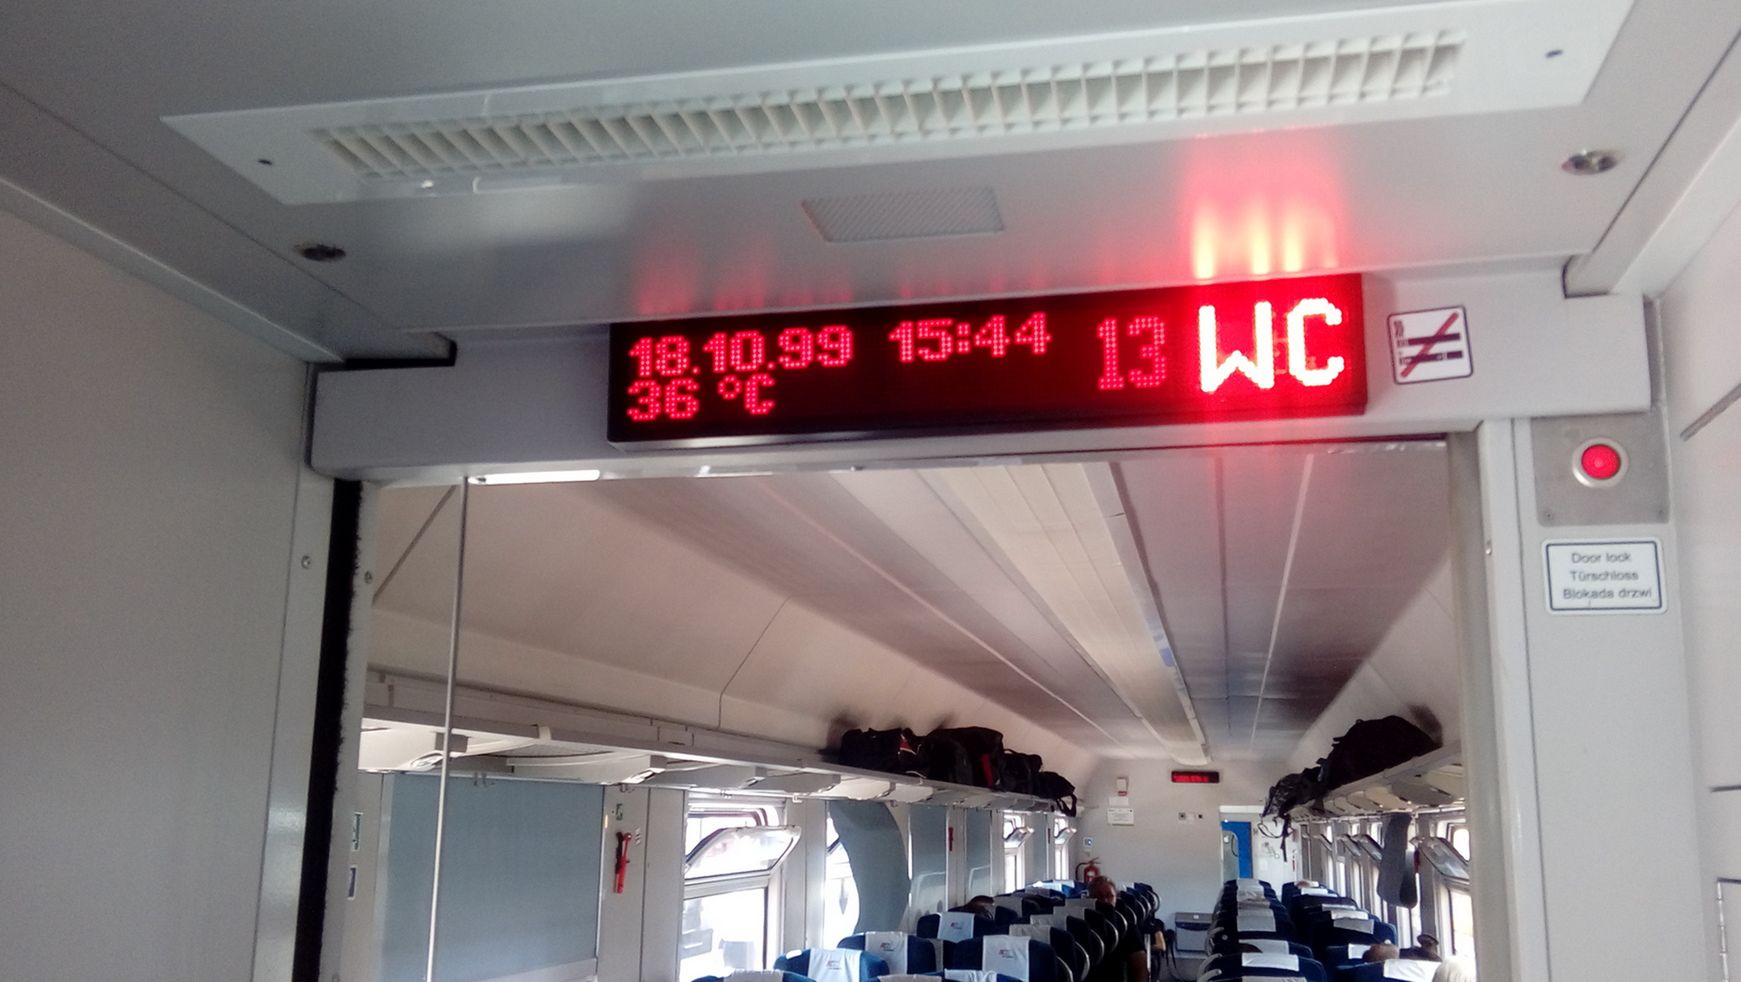 18.10.99 15:44 13 WC
36 °C
Door lock
Türschloss
Blokada drzwi